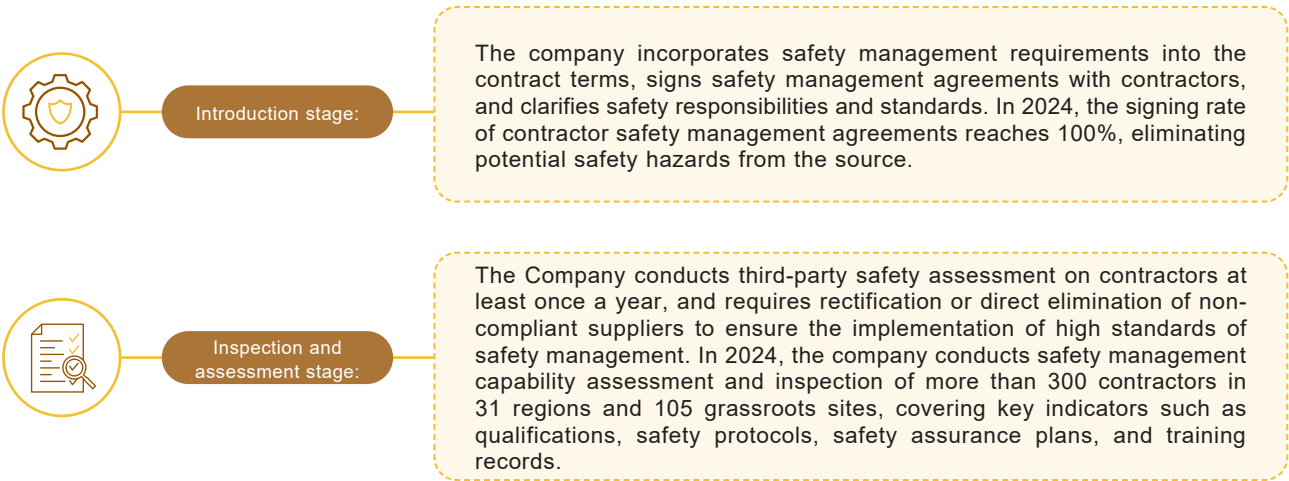 Introduction stage:
The company incorporates safety management requirements into the
contract terms, signs safety management agreements with contractors,
and clarifies safety responsibilities and standards. In 2024, the signing rate
of contractor safety management agreements reaches 100%, eliminating
potential safety hazards from the source.
Inspection and
assessment stage:
The Company conducts third-party safety assessment on contractors at
least once a year, and requires rectification or direct elimination of non-
compliant suppliers to ensure the implementation of high standards of
safety management. In 2024, the company conducts safety management
capability assessment and inspection of more than 300 contractors in
31 regions and 105 grassroots sites, covering key indicators such as
qualifications, safety protocols, safety assurance plans, and training
records.